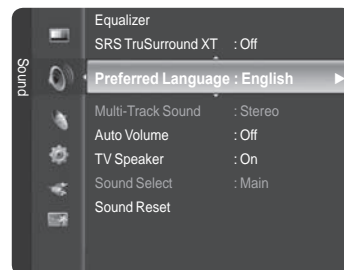 Sound
Equalizer
SRS TruSurround XT : Off
Preferred Language : English
Multi-Track Sound : Stereo
Auto Volume : Off
TV Speaker : On
Sound Select : Main
Sound Reset